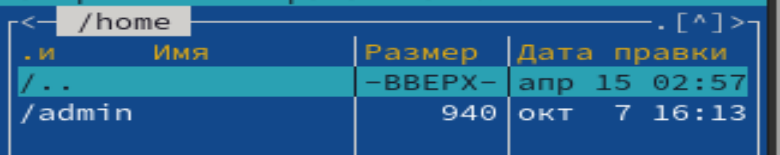 <─ /home ─.[^]>
.и Имя Размер Дата правки
/.. -ВВЕРХ- апр 15 02:57
/admin 940 окт 7 16:13